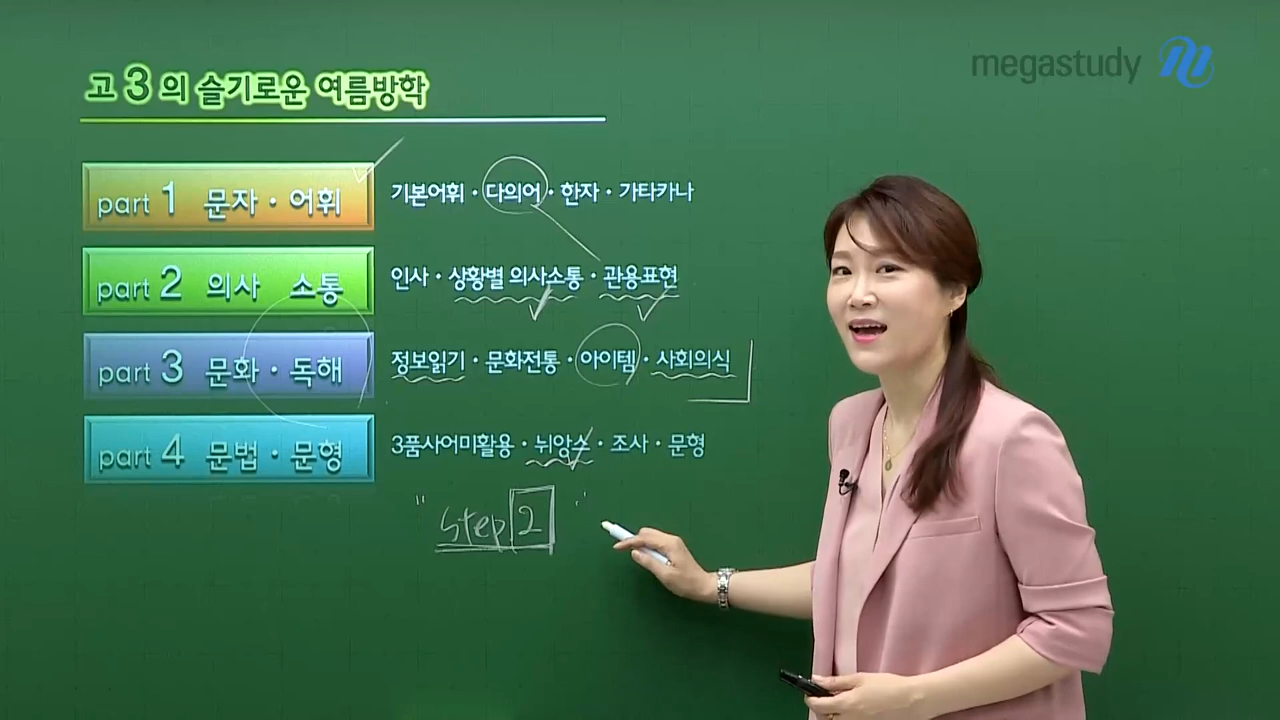 megastudy
고 3 의 슬기로운 여름방학
part 1 문자 · 어휘
기본어휘 · 다의어 · 한자 · 가타카나
part 2 의사 소통
인사 · 상황별 의사소통 · 관용표현
part 3 문화 · 독해
정보읽기 · 문화전통 · 아이템 · 사회의식
part 4 문법 · 문형
3품사어미활용 · 뉘앙스 · 조사 · 문형
" step 2 "